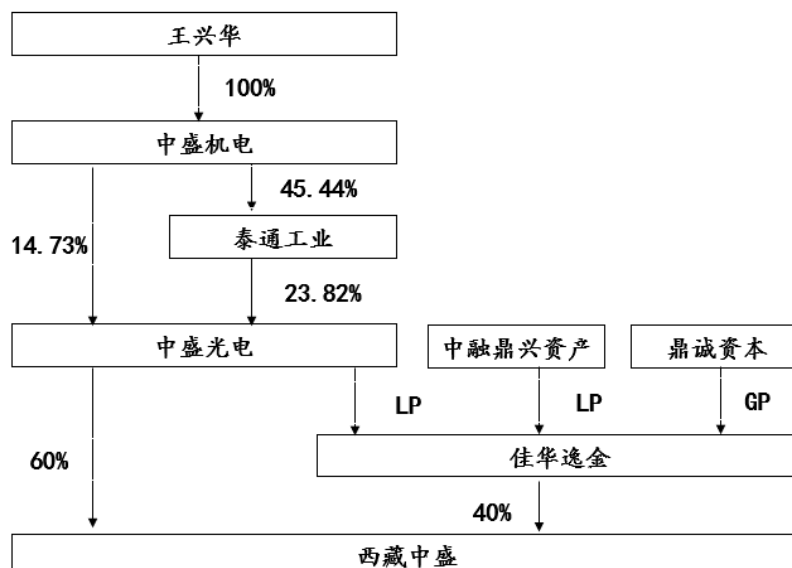 王兴华
100%
中盛机电
45.44%
泰通工业
14.73%
23.82%
中盛光电
中融鼎兴资产
鼎诚资本
LP
LP
GP
佳华逸金
60%
40%
西藏中盛